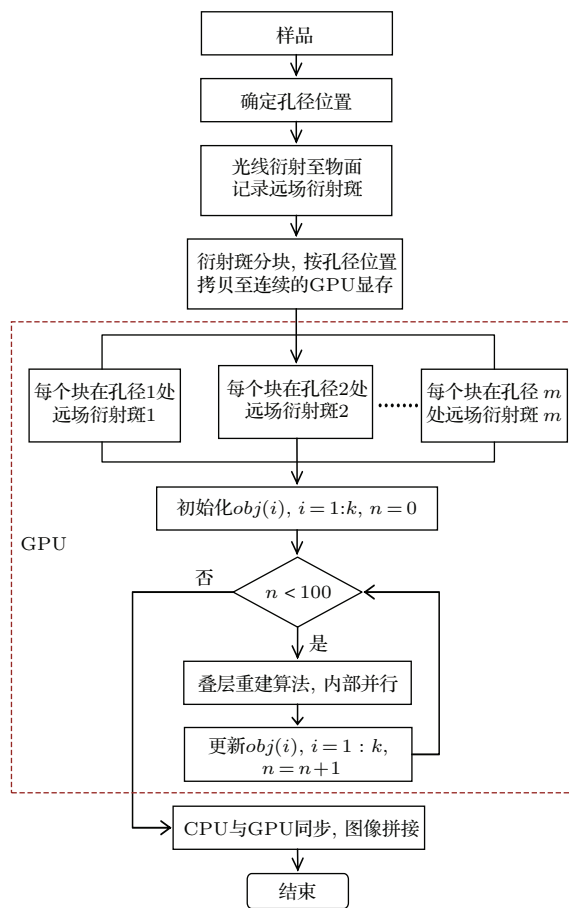 样品
确定孔径位置
光线衍射至物面
记录远场衍射斑
衍射斑分块, 按孔径位置
拷贝至连续的GPU显存
每个块在孔径1处
远场衍射斑1
每个块在孔径2处
远场衍射斑2
……
每个块在孔径 m
处远场衍射斑 m
初始化obj(i), i = 1:k, n = 0
GPU
否
n < 100
是
叠层重建算法, 内部并行
更新obj(i), i = 1 : k,
n = n+1
CPU与GPU同步, 图像拼接
结束